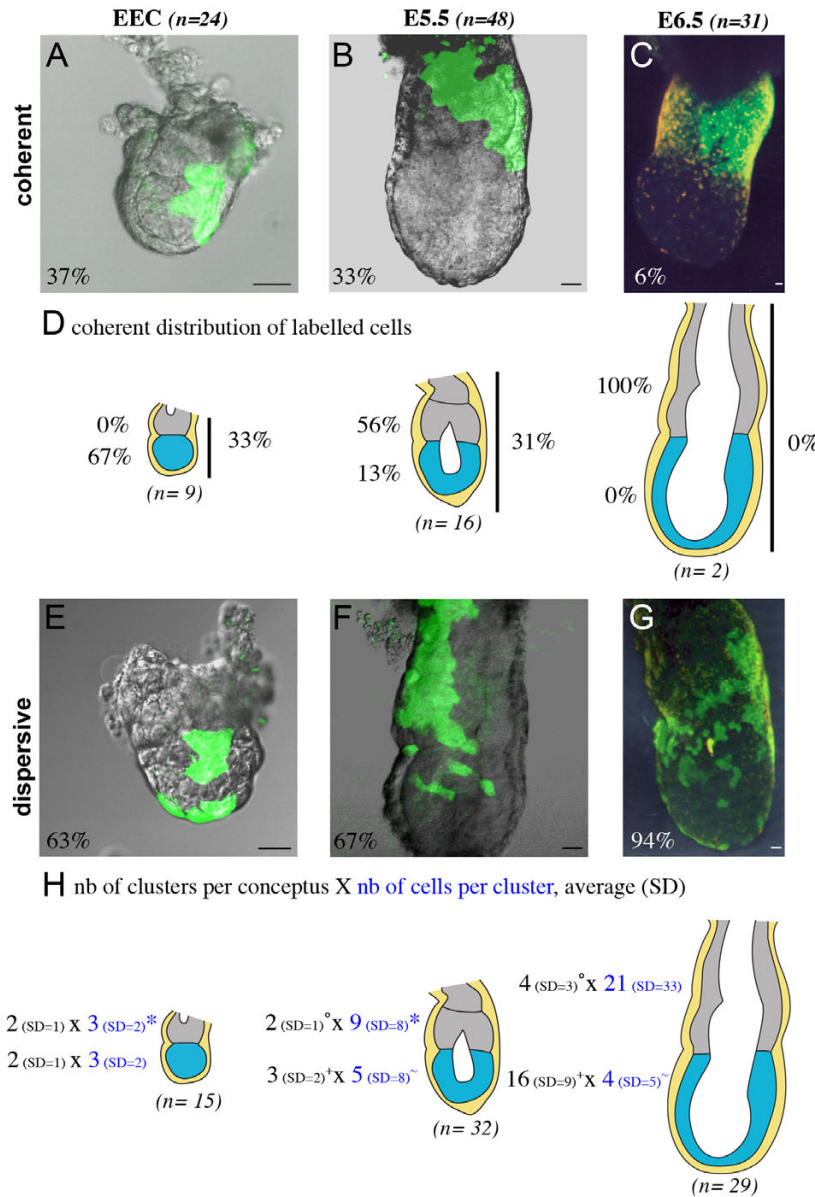 EEC (n=24) E5.5 (n=48) E6.5 (n=31)
coherent
A B C
37% 33% 6%
D coherent distribution of labelled cells
0% 67% 33% (n= 9)
56% 13% 31% (n= 16)
100% 0% 0% (n= 2)
dispersive
E F G
63% 67% 94%
H nb of clusters per conceptus X nb of cells per cluster, average (SD)
2 (SD=1) x 3 (SD=2)*
2 (SD=1) x 3 (SD=2)
(n= 15)
2 (SD=1)° x 9 (SD=8)*
3 (SD=2)+x 5 (SD=8)~
(n= 32)
4 (SD=3)°x 21 (SD=33)
16 (SD=9)+x 4 (SD=5)~
(n= 29)